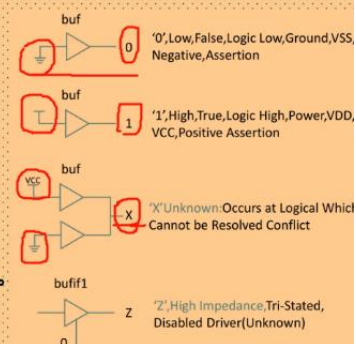 buf
0
'0',Low,False,Logic Low,Ground,VSS,
Negative,Assertion
buf
1
'1',High,True,Logic High,Power,VDD,
VCC,Positive Assertion
buf
VCC
X
'X'Unknown:Occurs at Logical Which
Cannot be Resolved Conflict
bufif1
Z
'Z',High Impedance,Tri-Stated,
Disabled Driver(Unknown)
0